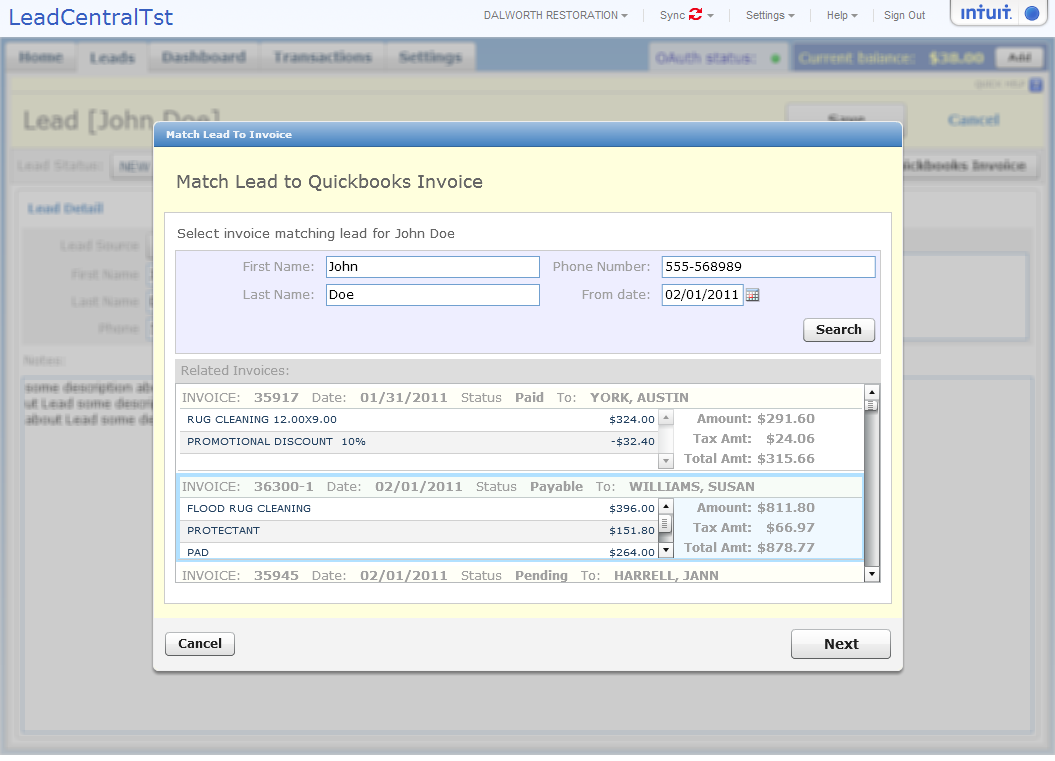 LeadCentralTst DALWORTH RESTORATION Sync Settings Help Sign Out intuit.
Home Leads Dashboard Transactions Settings OAuth status: Current balance: $38.00 Add
QUICK HELP
Lead [John Doe] Save Cancel
Match Lead To Invoice
Lead Status: NEW Quickbooks Invoice
Match Lead to Quickbooks Invoice
Lead Detail
Select invoice matching lead for John Doe
Lead Source
First Name: John Phone Number: 555-568989
First Name
Last Name: Doe From date: 02/01/2011
Last Name
Phone
Search
Notes:
Related Invoices:
some description ab
ut Lead some descri
about Lead some de
INVOICE: 35917 Date: 01/31/2011 Status Paid To: YORK, AUSTIN
RUG CLEANING 12.00X9.00 $324.00 Amount: $291.60
PROMOTIONAL DISCOUNT 10% -$32.40 Tax Amt: $24.06
Total Amt: $315.66
INVOICE: 36300-1 Date: 02/01/2011 Status Payable To: WILLIAMS, SUSAN
FLOOD RUG CLEANING $396.00 Amount: $811.80
PROTECTANT $151.80 Tax Amt: $66.97
PAD $264.00 Total Amt: $878.77
INVOICE: 35945 Date: 02/01/2011 Status Pending To: HARRELL, JANN
Cancel Next